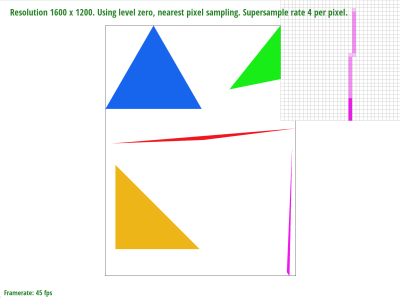 Resolution 1600 x 1200. Using level zero, nearest pixel sampling. Supersample rate 4 per pixel.
Framerate: 45 fps